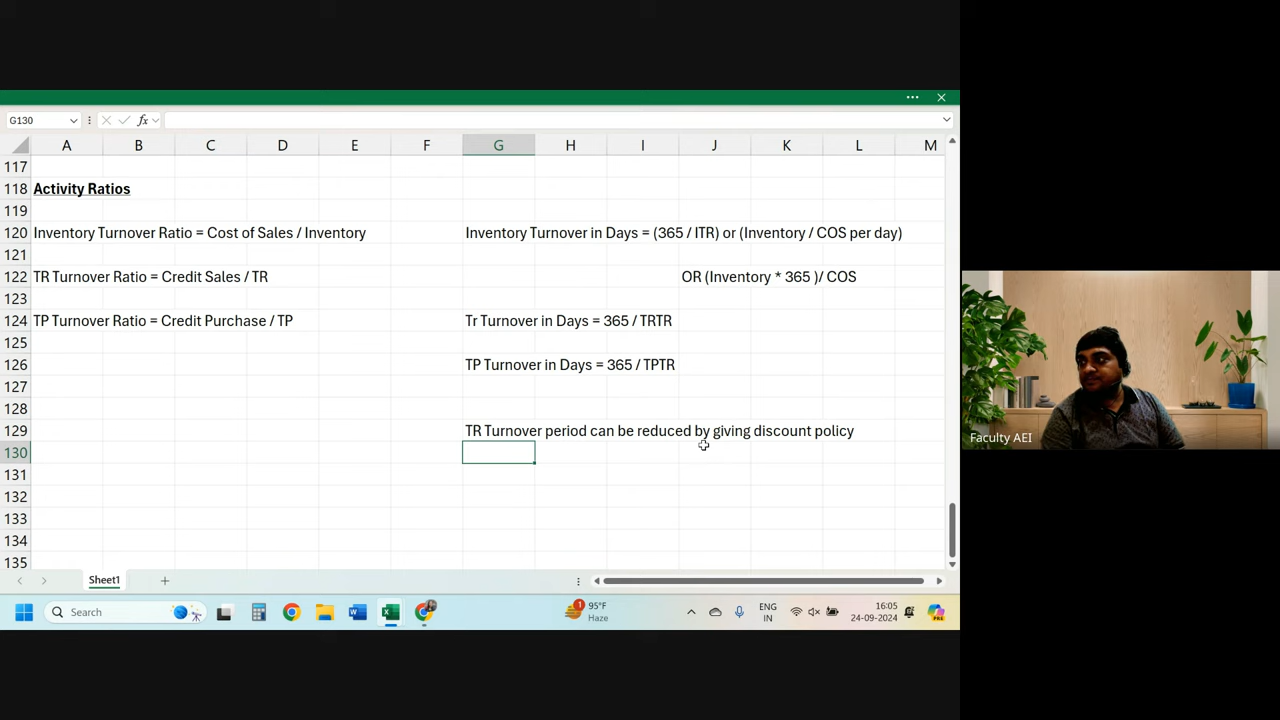 G130
fx
A B C D E F G H I J K L M
117
118 Activity Ratios
119
120 Inventory Turnover Ratio = Cost of Sales / Inventory Inventory Turnover in Days = (365 / ITR) or (Inventory / COS per day)
121
122 TR Turnover Ratio = Credit Sales / TR OR (Inventory * 365 )/ COS
123
124 TP Turnover Ratio = Credit Purchase / TP Tr Turnover in Days = 365 / TRTR
125
126 TP Turnover in Days = 365 / TPTR
127
128
129 TR Turnover period can be reduced by giving discount policy
130
131
132
133
134
135
Faculty AEI
Sheet1
Search
1
95°F
Haze
ENG
IN
16:05
24-09-2024
PRE